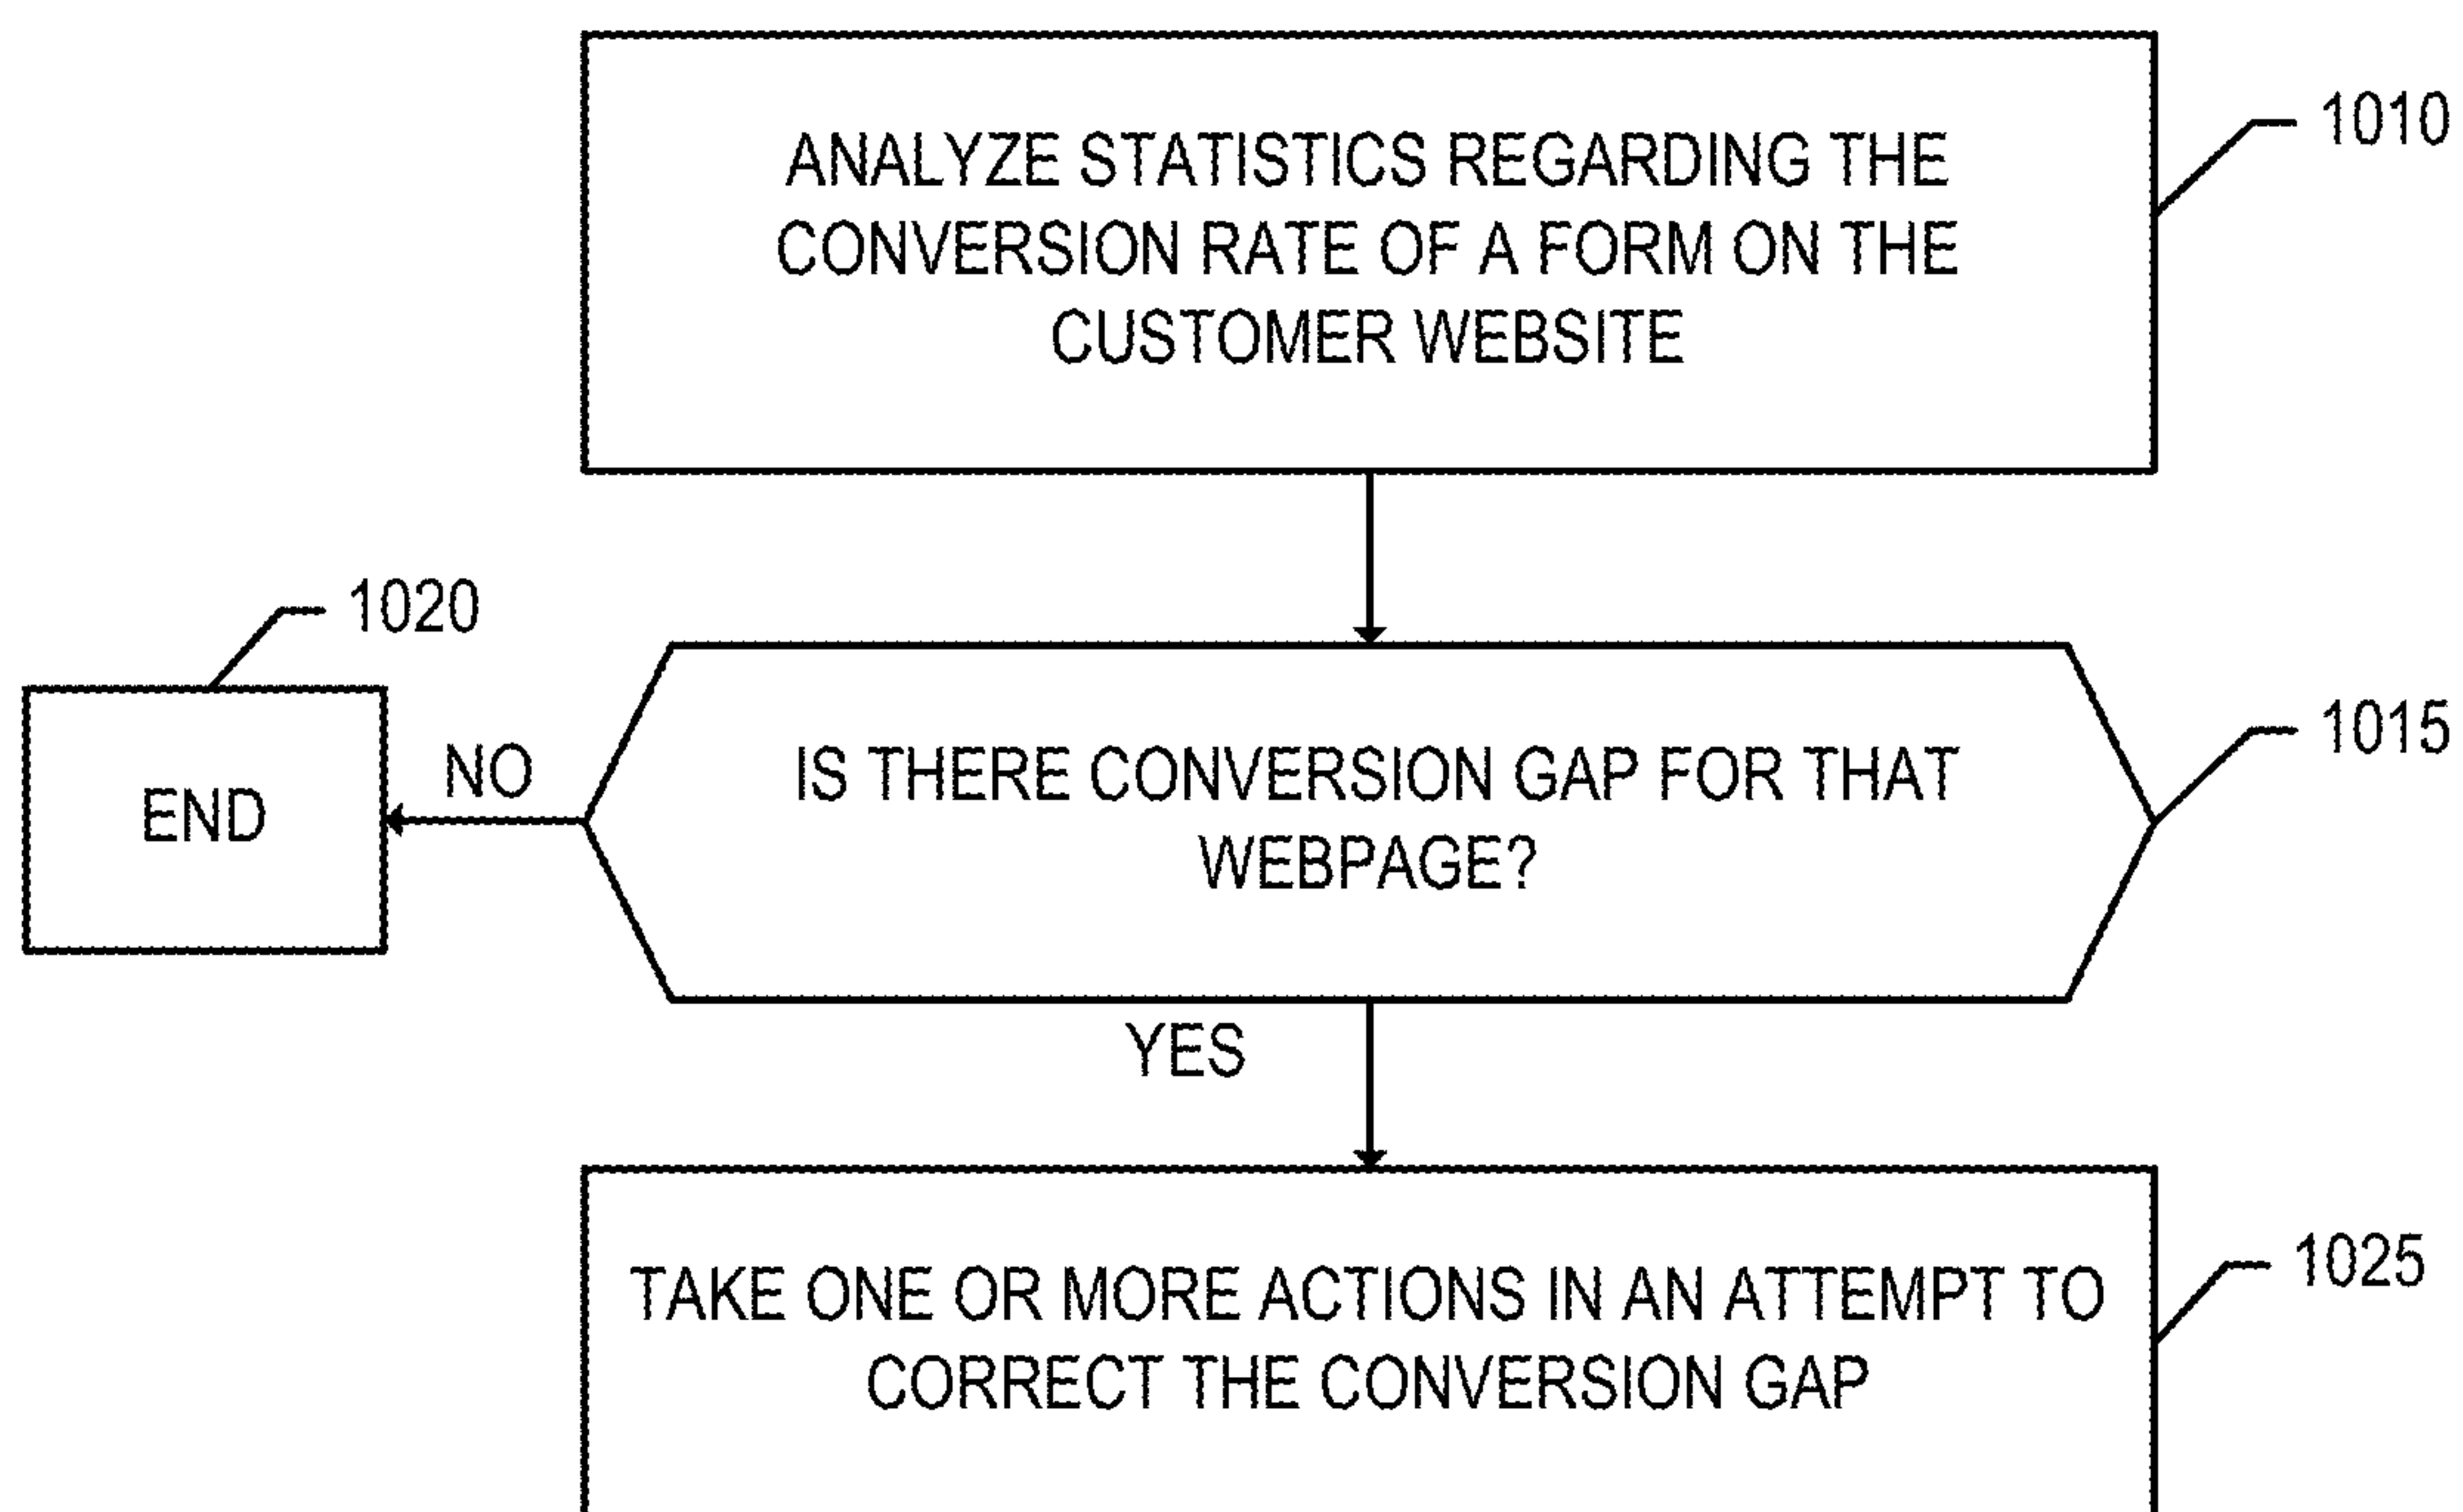 ANALYZE STATISTICS REGARDING THE
CONVERSION RATE OF A FORM ON THE
CUSTOMER WEBSITE
1010
1020
END
NO
IS THERE CONVERSION GAP FOR THAT
WEBPAGE?
1015
YES
TAKE ONE OR MORE ACTIONS IN AN ATTEMPT TO
CORRECT THE CONVERSION GAP
1025